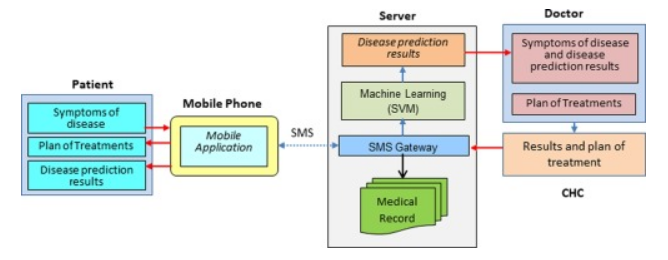 Patient
Symptoms of
disease
Plan of Treatments
Disease prediction
results
Mobile Phone
Mobile
Application
SMS
Server
Disease prediction
results
Machine Learning
(SVM)
SMS Gateway
Medical
Record
Doctor
Symptoms of disease
and disease
prediction results
Plan of Treatments
Results and plan of
treatment
CHC